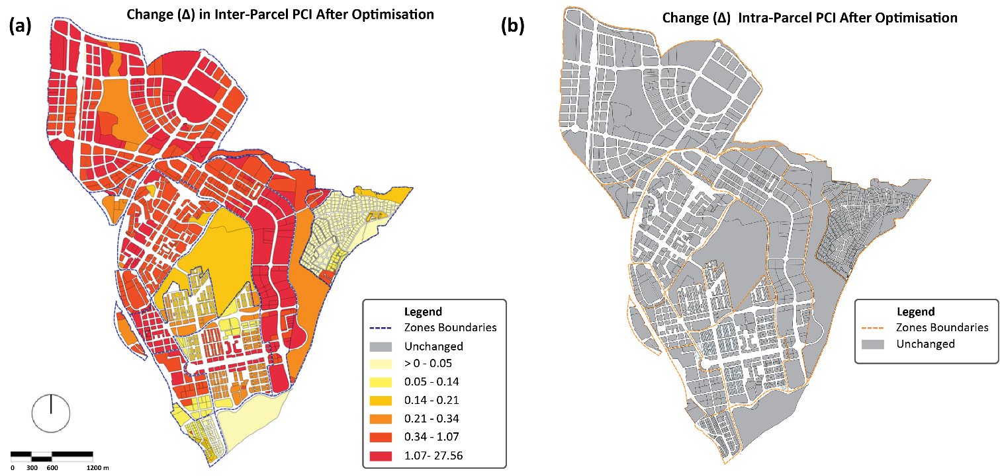 (a)
Change (Δ) in Inter-Parcel PCI After Optimisation
Legend
Zones Boundaries
Unchanged
> 0 - 0.05
0.05 - 0.14
0.14 - 0.21
0.21 - 0.34
0.34 - 1.07
1.07- 27.56
0 300 600 1200 m
(b)
Change (Δ) Intra-Parcel PCI After Optimisation
Legend
Zones Boundaries
Unchanged